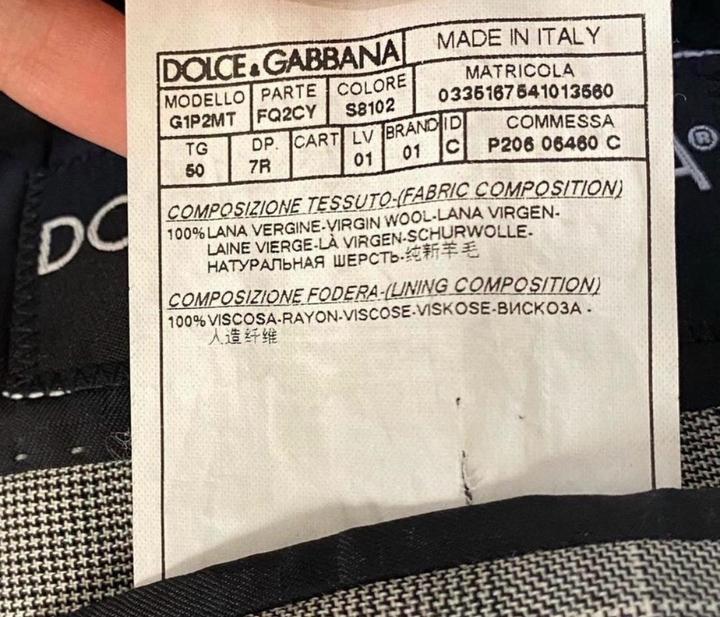 DOLCE & GABBANA
MADE IN ITALY
MODELLO
G1P2MT
PARTE
FQ2CY
COLORE
S8102
MATRICOLA
0335167541013560
TG
50
DP.
7R
CART
LV
01
BRAND
01
ID
C
COMMESSA
P206 06460 C
COMPOSIZIONE TESSUTO-(FABRIC COMPOSITION)
100% LANA VERGINE-VIRGIN WOOL-LANA VIRGEN-
LAINE VIERGE-LÀ VIRGEN-SCHURWOLLE-
НАТУРАЛЬНАЯ ШЕРСТЬ-纯新羊毛
COMPOSIZIONE FODERA-(LINING COMPOSITION)
100% VISCOSA-RAYON-VISCOSE-VISKOSE-ВИСКОЗА -
人造纤维
DO
A®